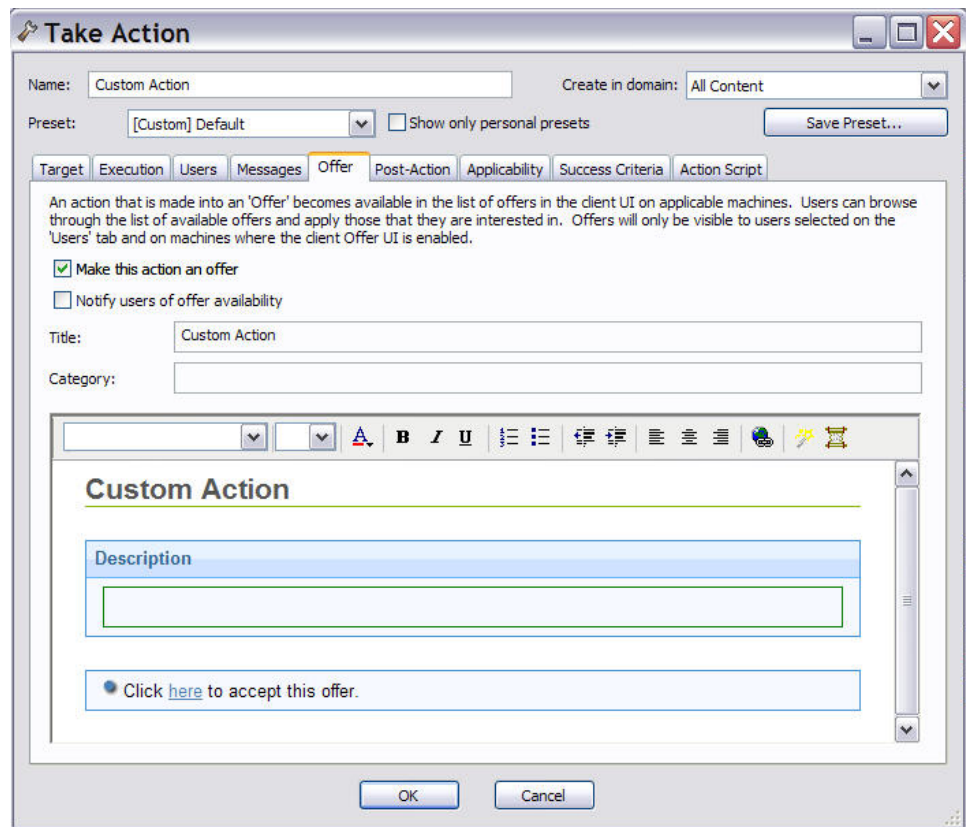 Take Action
Name: Custom Action Create in domain: All Content
Preset: [Custom] Default Show only personal presets Save Preset...
Target Execution Users Messages Offer Post-Action Applicability Success Criteria Action Script
An action that is made into an 'Offer' becomes available in the list of offers in the client UI on applicable machines. Users can browse
through the list of available offers and apply those that they are interested in. Offers will only be visible to users selected on the
'Users' tab and on machines where the client Offer UI is enabled.
Make this action an offer
Notify users of offer availability
Title: Custom Action
Category:
A B I U
Custom Action
Description
Click here to accept this offer.
OK Cancel